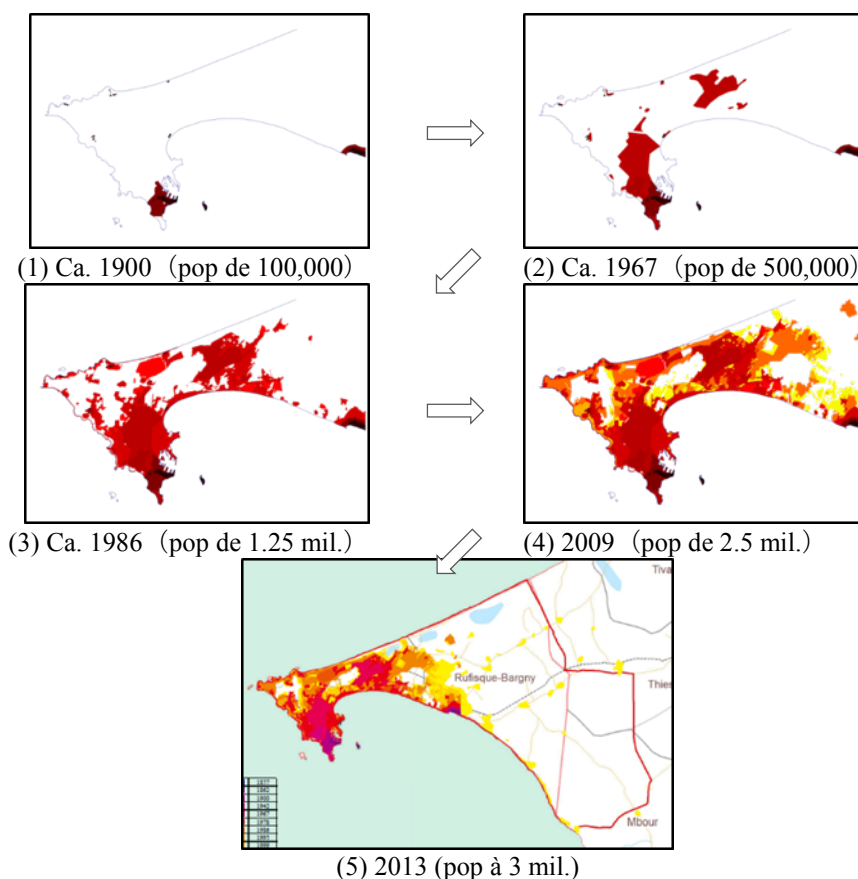 (1) Ca. 1900（pop de 100,000）
(2) Ca. 1967（pop de 500,000）
(3) Ca. 1986（pop de 1.25 mil.）
(4) 2009（pop de 2.5 mil.）
Tiva
Rufisque-Bargny
Thies
Mbour
(5) 2013 (pop à 3 mil.)